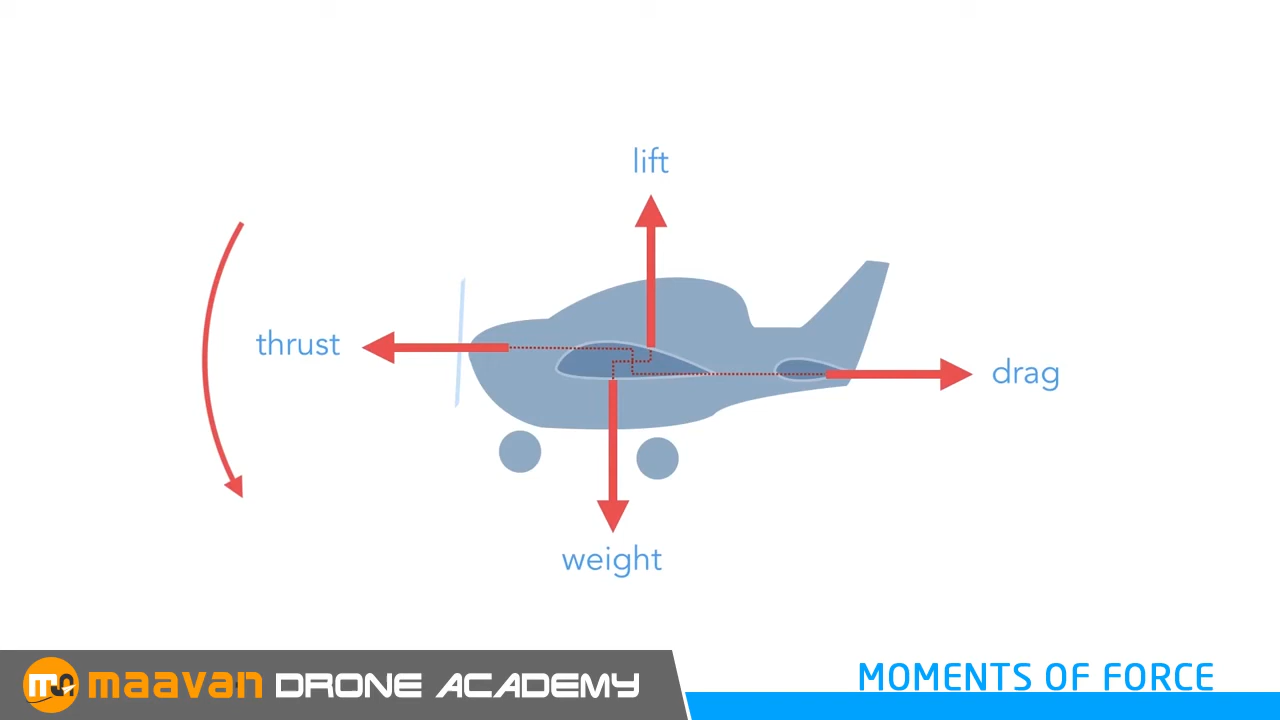 lift
thrust
drag
weight
maavan DRONE ACADEMY
MOMENTS OF FORCE